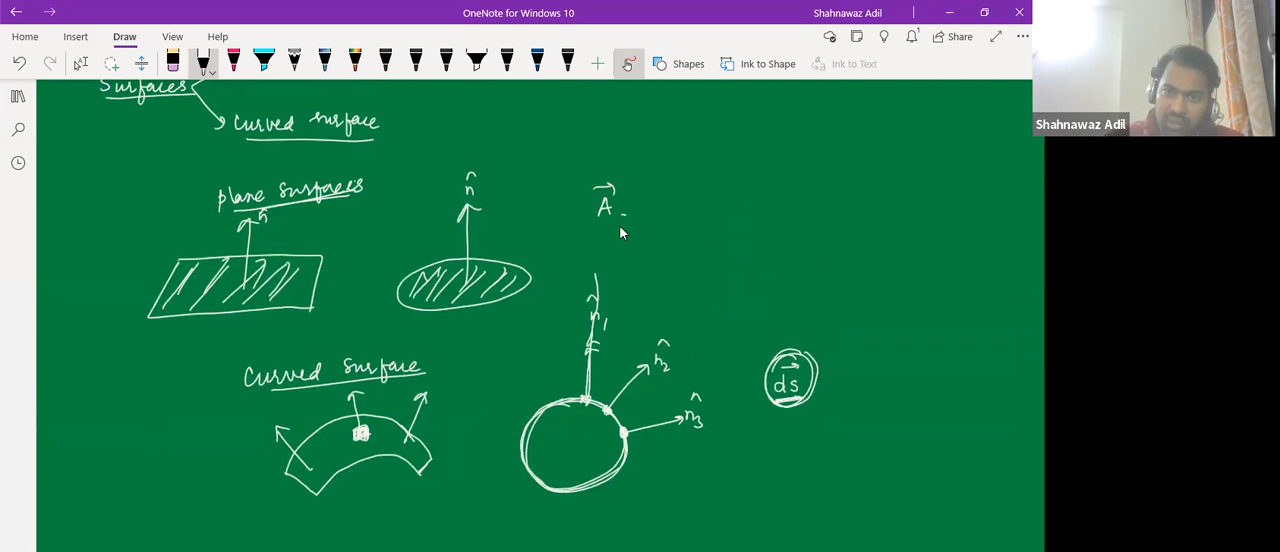 OneNote for Windows 10
Shahnawaz Adil
Home Insert Draw View Help
Share
Shapes Ink to Shape Ink to Text
Surfaces
Curved surface
Shahnawaz Adil
plane surfaces
n̂
n̂
A⃗ -
n̂1
n̂2
n̂3
d⃗s
Curved surface